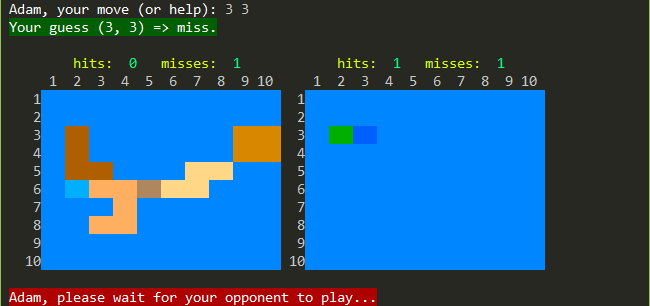 Adam, your move (or help): 3 3
Your guess (3, 3) => miss.
hits: 0 misses: 1 hits: 1 misses: 1
1 2 3 4 5 6 7 8 9 10 1 2 3 4 5 6 7 8 9 10
1 1
2 2
3 3
4 4
5 5
6 6
7 7
8 8
9 9
10 10
Adam, please wait for your opponent to play...